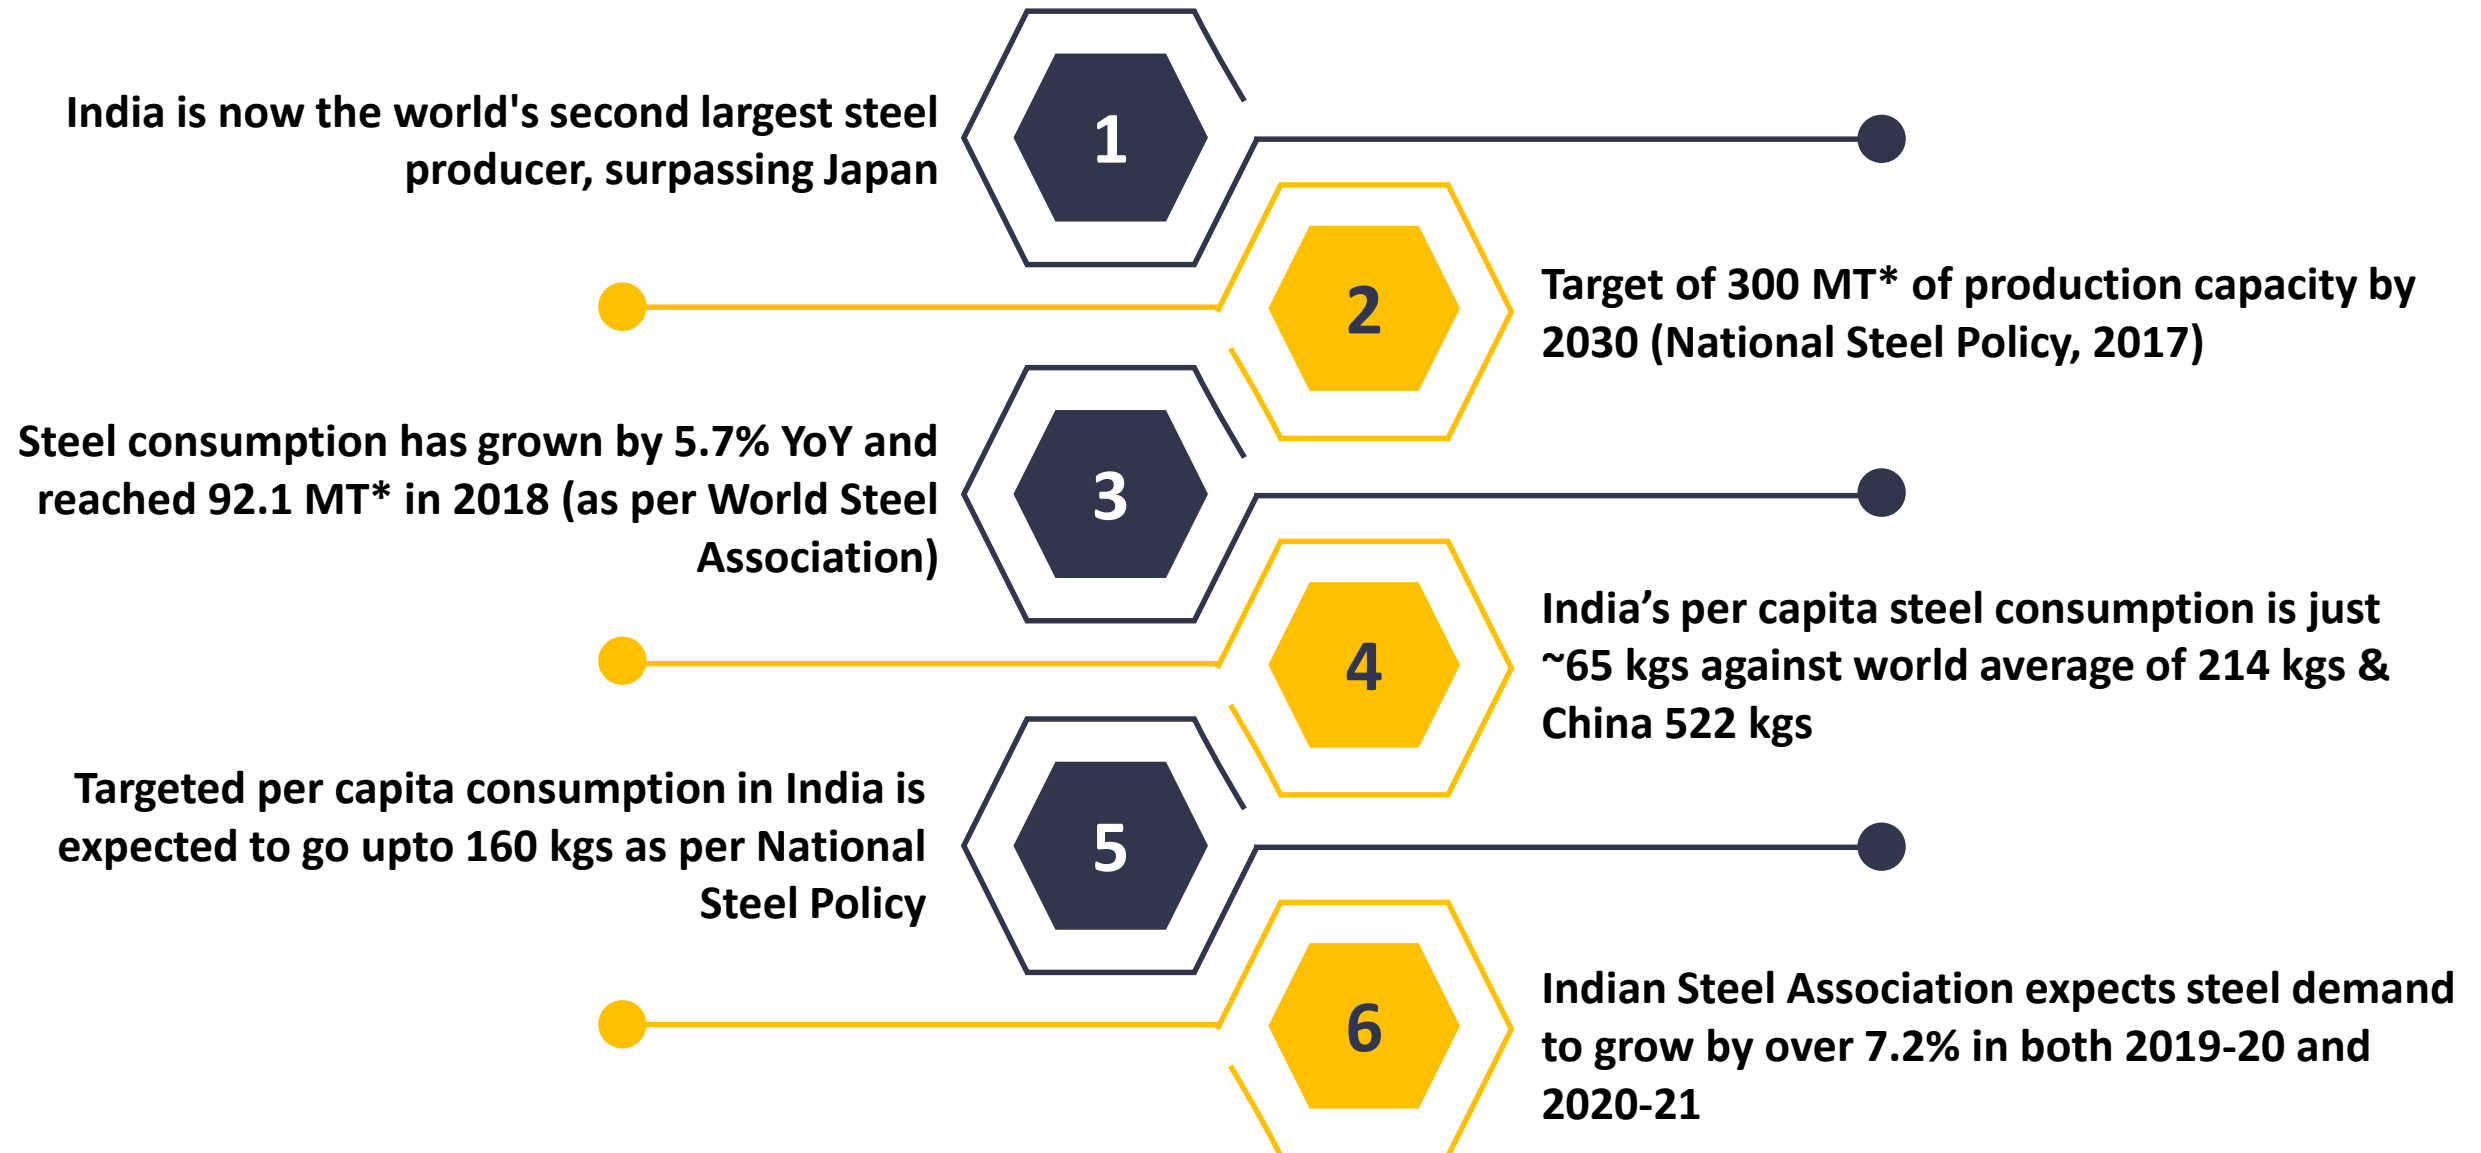 India is now the world's second largest steel
producer, surpassing Japan
1
2
Target of 300 MT* of production capacity by
2030 (National Steel Policy, 2017)
Steel consumption has grown by 5.7% YoY and
reached 92.1 MT* in 2018 (as per World Steel
Association)
3
4
India’s per capita steel consumption is just
~65 kgs against world average of 214 kgs &
China 522 kgs
Targeted per capita consumption in India is
expected to go upto 160 kgs as per National
Steel Policy
5
6
Indian Steel Association expects steel demand
to grow by over 7.2% in both 2019-20 and
2020-21